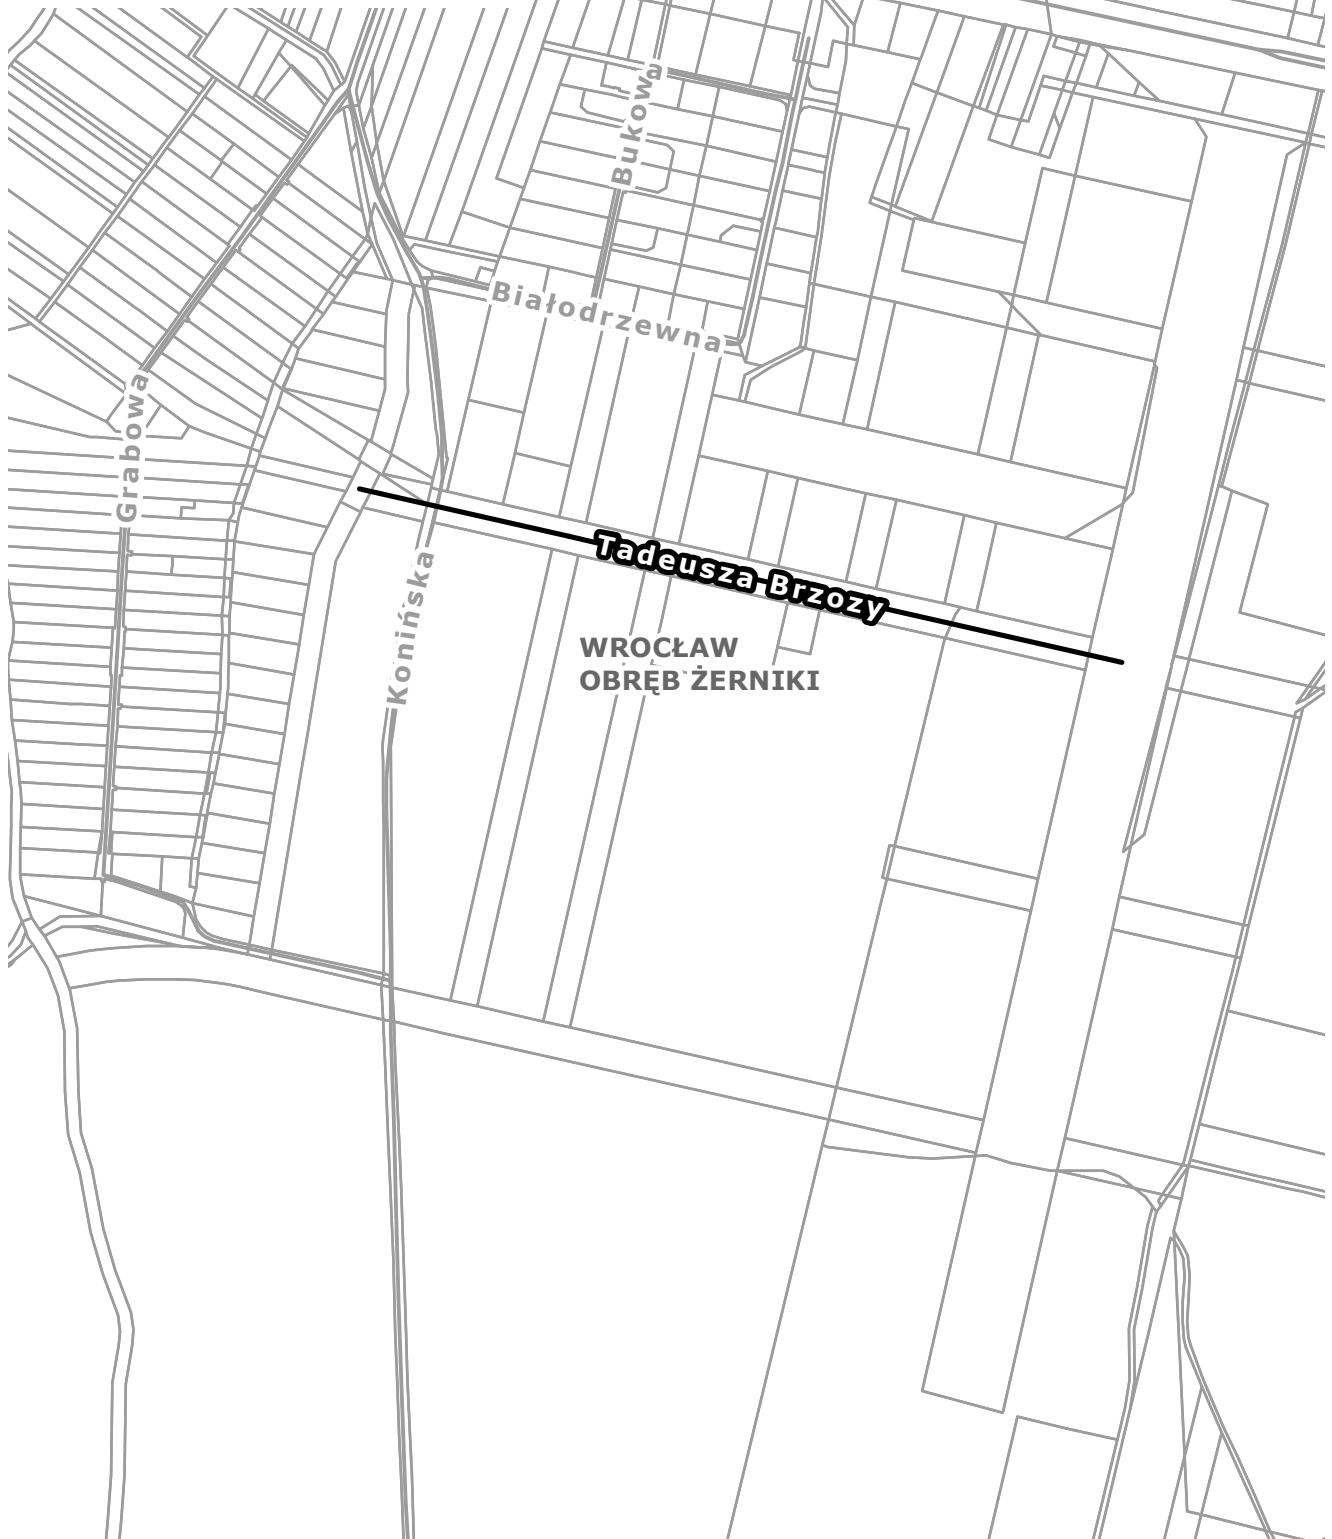 Bukowa
Białodrzewna
Grabowa
Tadeusza Brzozy
Konińska
WROCŁAW
OBRĘB ŻERNIKI